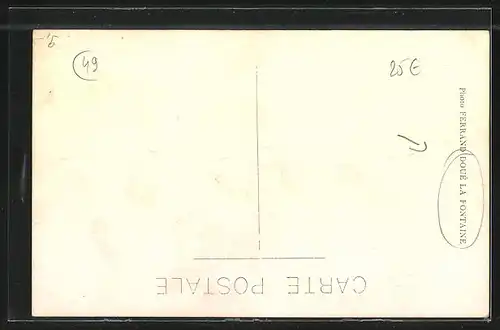 49
25€
Photo FERRAND DOUÉ LA FONTAINE
CARTE POSTALE